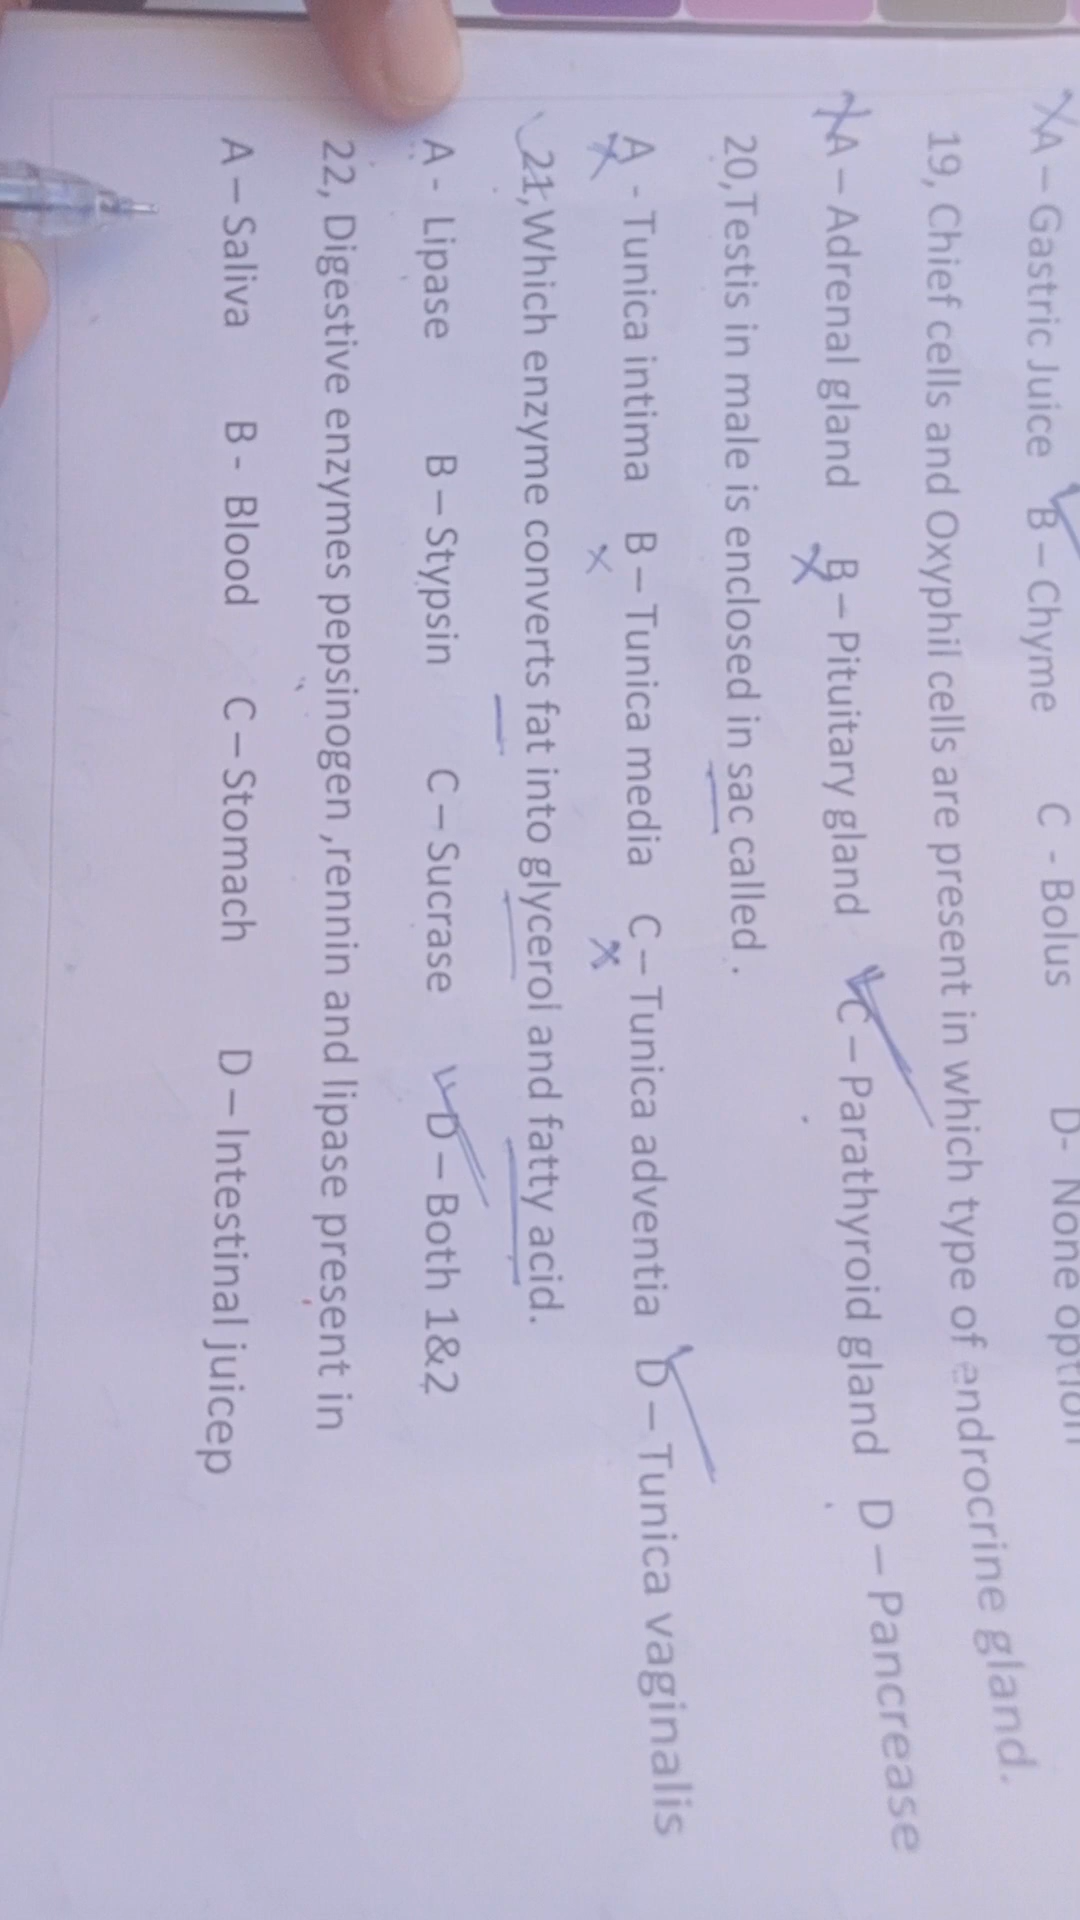 A – Gastric Juice B – Chyme C - Bolus D- None option
19, Chief cells and Oxyphil cells are present in which type of endrocrine gland.
A – Adrenal gland B – Pituitary gland C – Parathyroid gland D – Pancrease
20,Testis in male is enclosed in sac called .
A - Tunica intima B – Tunica media C – Tunica adventia D – Tunica vaginalis
21,Which enzyme converts fat into glycerol and fatty acid.
A - Lipase B – Stypsin C – Sucrase D – Both 1&2
22, Digestive enzymes pepsinogen ,rennin and lipase present in
A – Saliva B - Blood C – Stomach D – Intestinal juicep